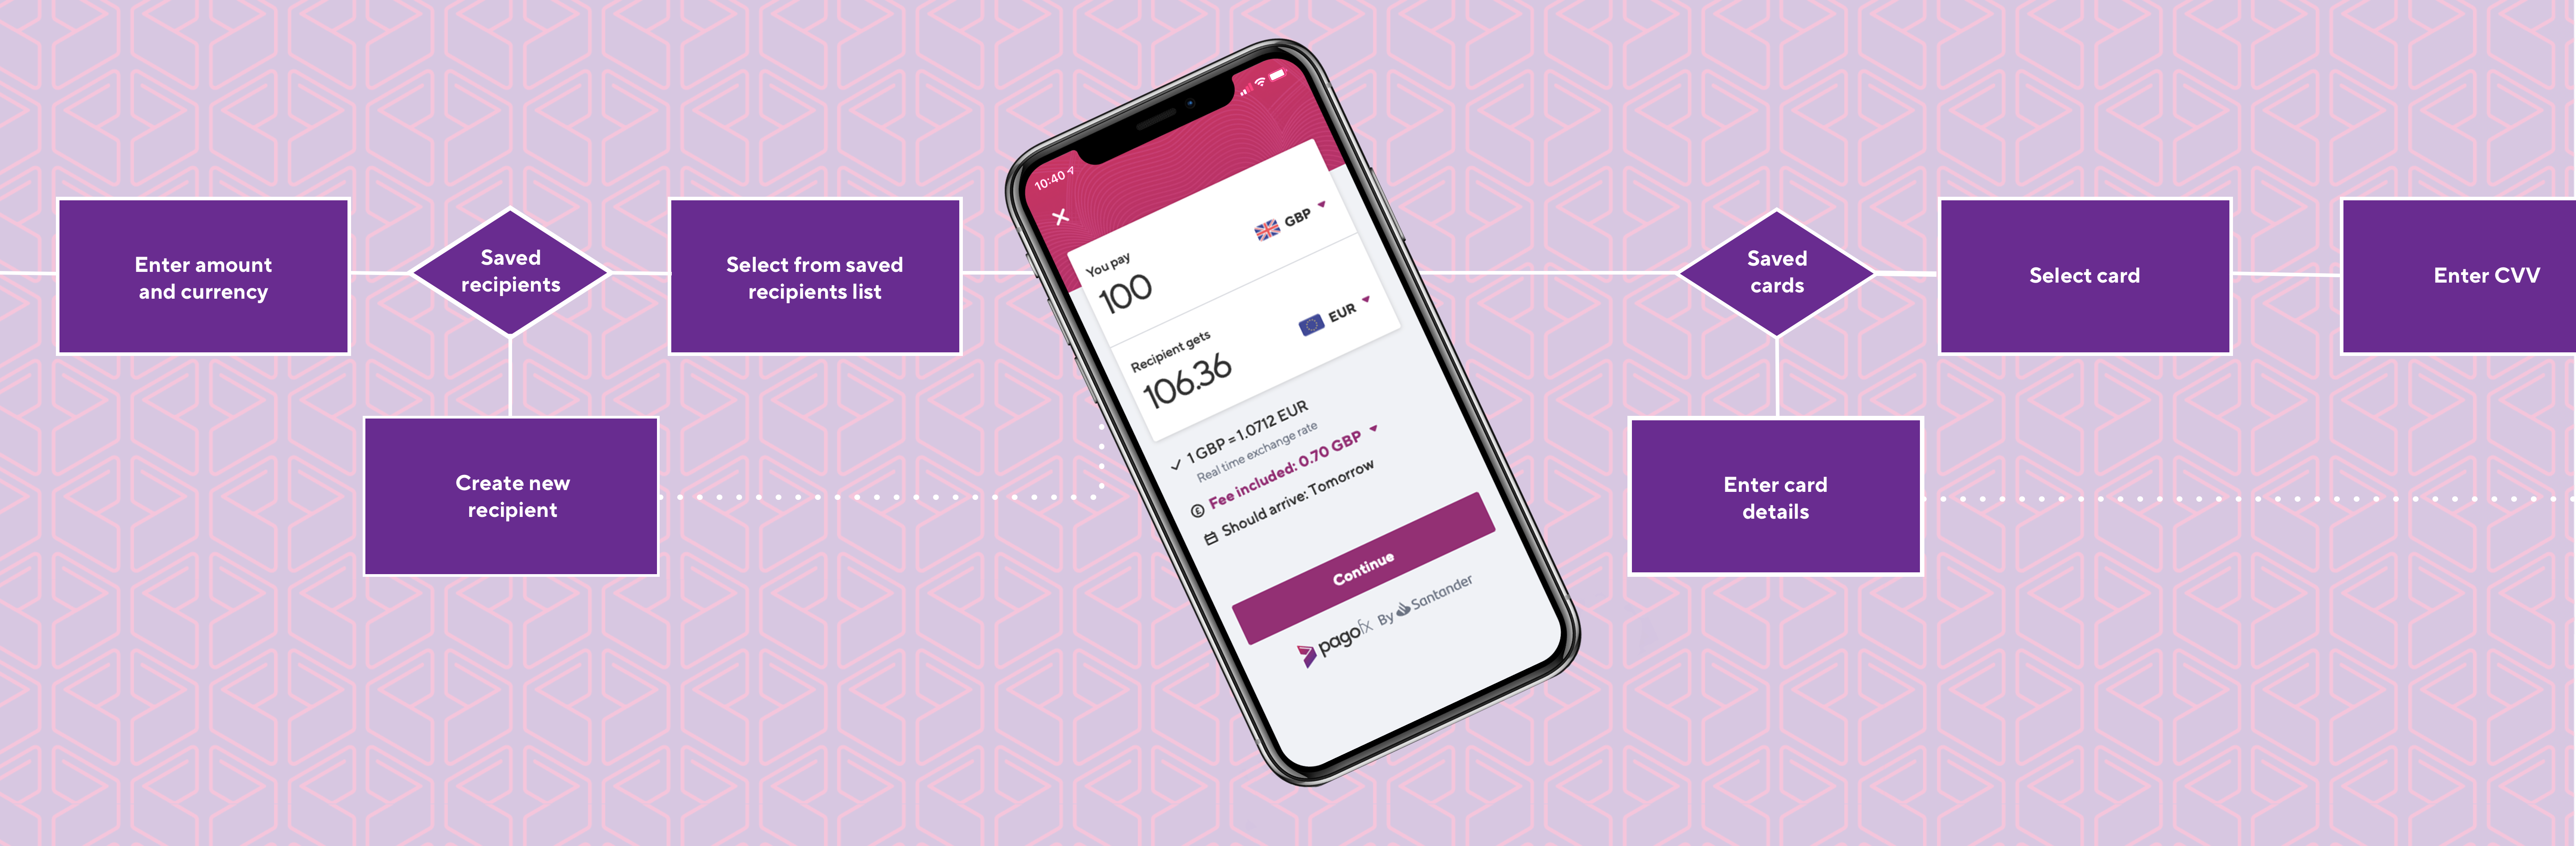 Enter amount
and currency
Saved
recipients
Select from saved
recipients list
Create new
recipient
10:40
You pay
100
GBP
Recipient gets
106.36
EUR
1 GBP = 1.0712 EUR
Real time exchange rate
Fee included: 0.70 GBP
Should arrive: Tomorrow
Continue
pagofx By Santander
Saved
cards
Select card
Enter CVV
Enter card
details